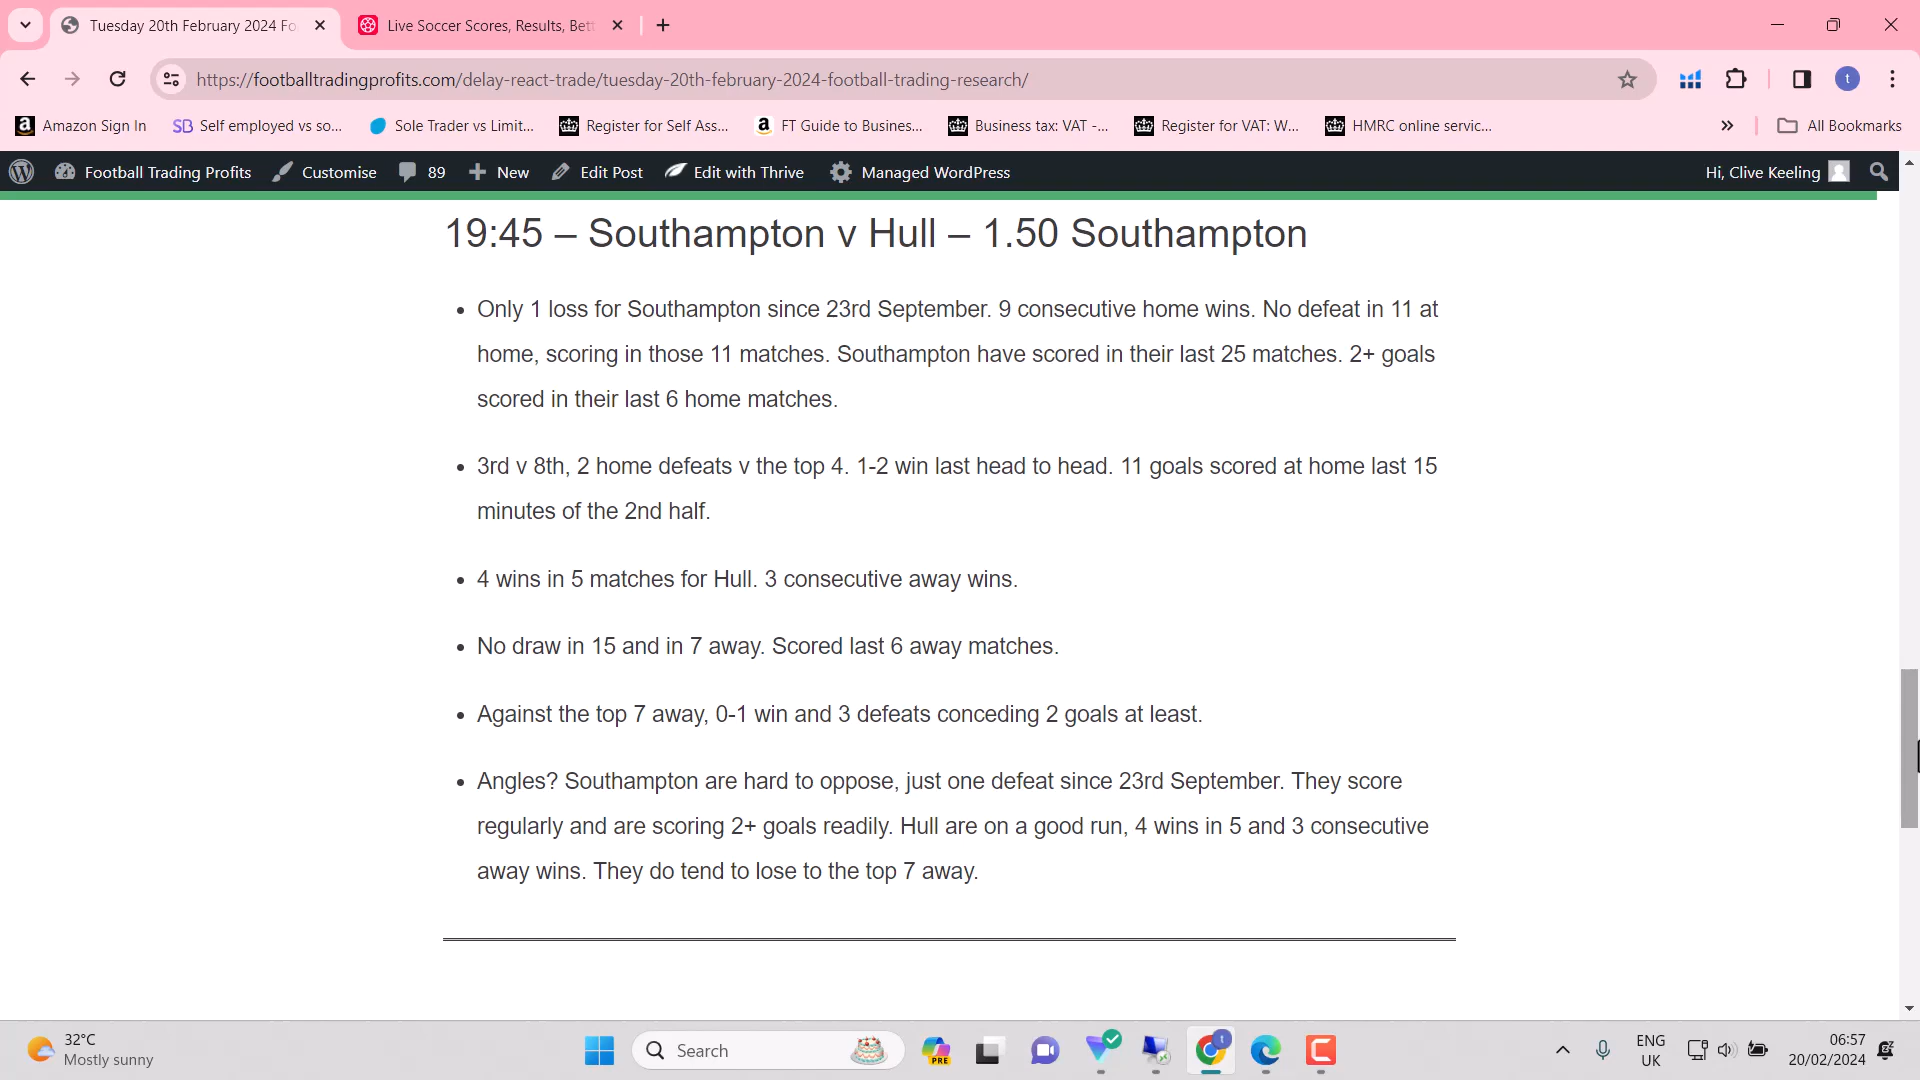 Tuesday 20th February 2024 Fo
Live Soccer Scores, Results, Bett
https://footballtradingprofits.com/delay-react-trade/tuesday-20th-february-2024-football-trading-research/
t
Amazon Sign In
Self employed vs so...
Sole Trader vs Limit...
Register for Self Ass...
FT Guide to Busines...
Business tax: VAT -...
Register for VAT: W...
HMRC online servic...
All Bookmarks
Football Trading Profits
Customise
89
New
Edit Post
Edit with Thrive
Managed WordPress
Hi, Clive Keeling
19:45 – Southampton v Hull – 1.50 Southampton
• Only 1 loss for Southampton since 23rd September. 9 consecutive home wins. No defeat in 11 at
home, scoring in those 11 matches. Southampton have scored in their last 25 matches. 2+ goals
scored in their last 6 home matches.
• 3rd v 8th, 2 home defeats v the top 4. 1-2 win last head to head. 11 goals scored at home last 15
minutes of the 2nd half.
• 4 wins in 5 matches for Hull. 3 consecutive away wins.
• No draw in 15 and in 7 away. Scored last 6 away matches.
• Against the top 7 away, 0-1 win and 3 defeats conceding 2 goals at least.
• Angles? Southampton are hard to oppose, just one defeat since 23rd September. They score
regularly and are scoring 2+ goals readily. Hull are on a good run, 4 wins in 5 and 3 consecutive
away wins. They do tend to lose to the top 7 away.
32°C
Mostly sunny
Search
PRE
t
ENG
UK
06:57
20/02/2024